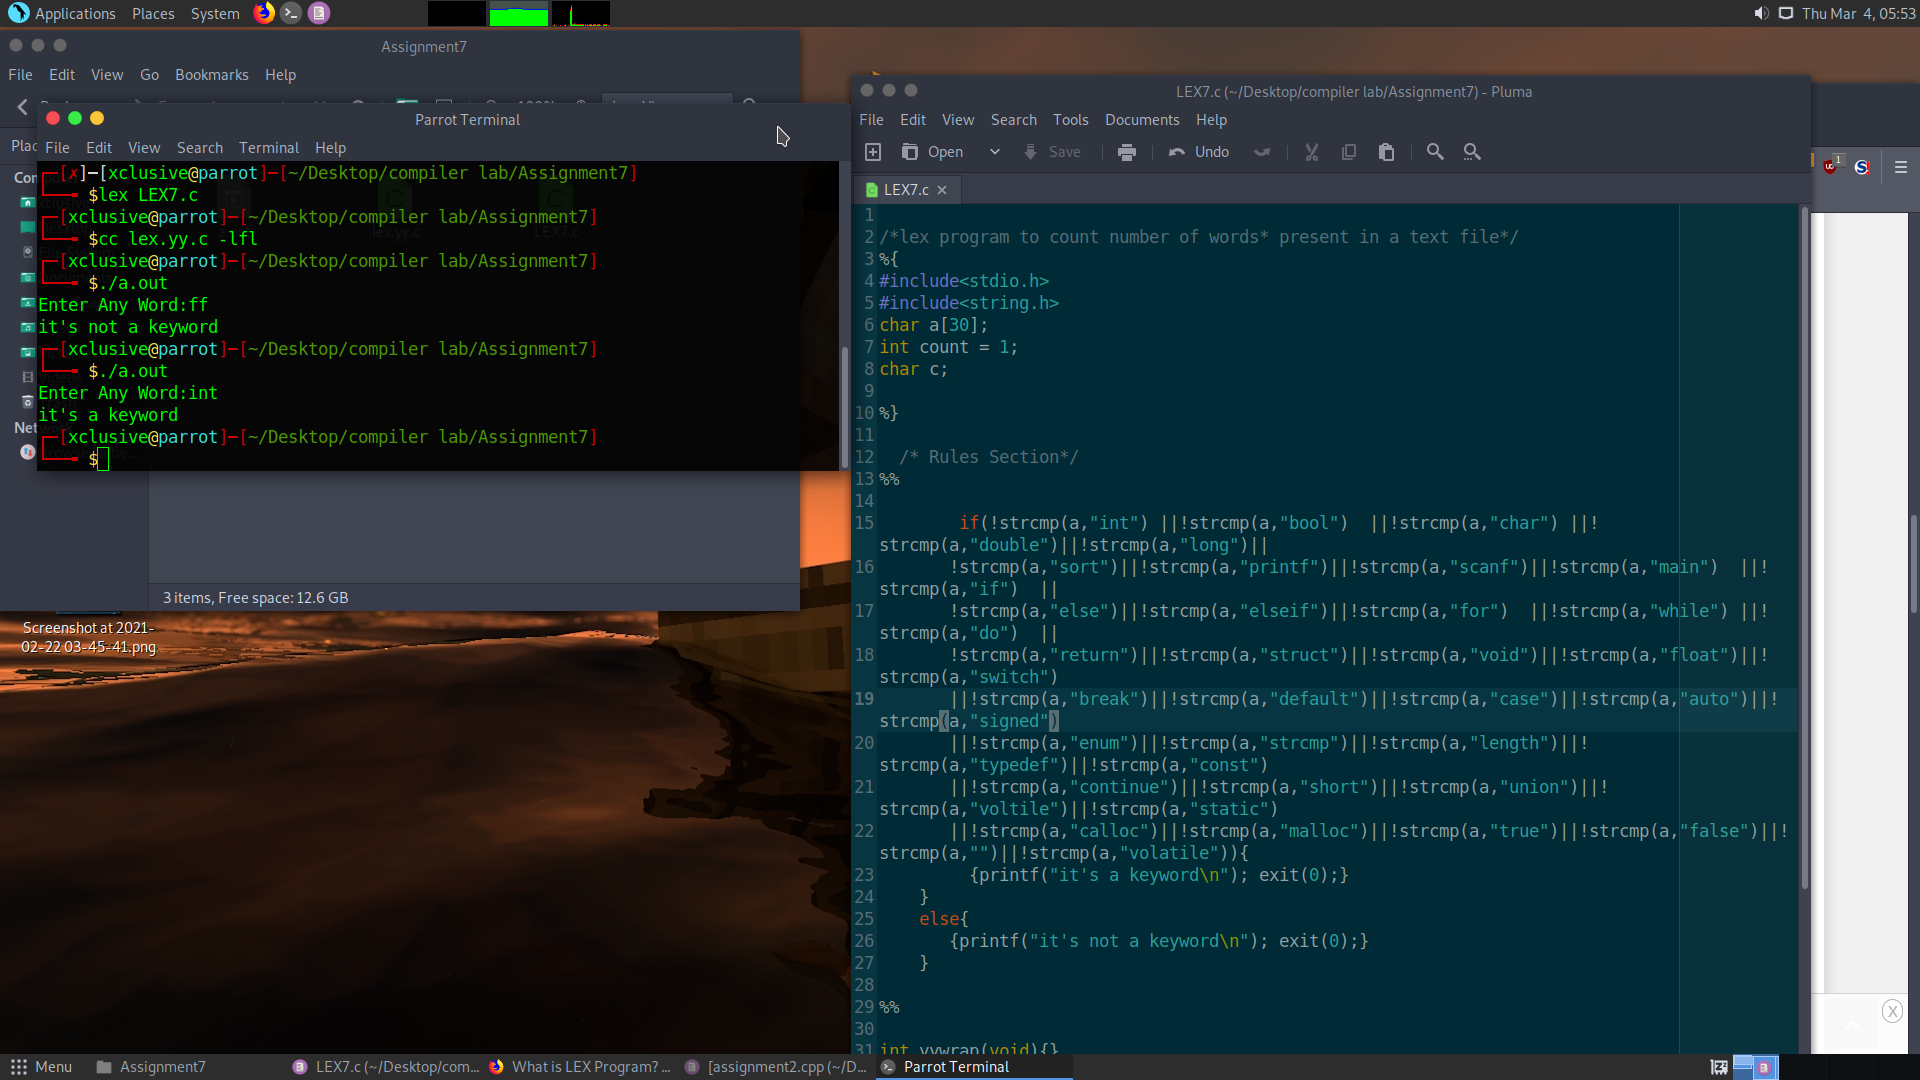 Applications Places System
Thu Mar 4, 05:53
Assignment7
File Edit View Go Bookmarks Help
Parrot Terminal
File Edit View Search Terminal Help
[✗]─[xclusive@parrot]─[~/Desktop/compiler lab/Assignment7]
$lex LEX7.c
[xclusive@parrot]─[~/Desktop/compiler lab/Assignment7]
$cc lex.yy.c -lfl
[xclusive@parrot]─[~/Desktop/compiler lab/Assignment7]
$./a.out
Enter Any Word:ff
it's not a keyword
[xclusive@parrot]─[~/Desktop/compiler lab/Assignment7]
$./a.out
Enter Any Word:int
it's a keyword
[xclusive@parrot]─[~/Desktop/compiler lab/Assignment7]
$
3 items, Free space: 12.6 GB
Screenshot at 2021-
02-22 03-45-41.png
LEX7.c (~/Desktop/compiler lab/Assignment7) - Pluma
File Edit View Search Tools Documents Help
Open Save Undo
LEX7.c
1
2 /*lex program to count number of words* present in a text file*/
3 %{
4 #include<stdio.h>
5 #include<string.h>
6 char a[30];
7 int count = 1;
8 char c;
9
10 %}
11
12 /* Rules Section*/
13 %%
14
15 if(!strcmp(a,"int") ||!strcmp(a,"bool") ||!strcmp(a,"char") ||!
strcmp(a,"double")||!strcmp(a,"long")||
16 !strcmp(a,"sort")||!strcmp(a,"printf")||!strcmp(a,"scanf")||!strcmp(a,"main") ||!
strcmp(a,"if") ||
17 !strcmp(a,"else")||!strcmp(a,"elseif")||!strcmp(a,"for") ||!strcmp(a,"while") ||!
strcmp(a,"do") ||
18 !strcmp(a,"return")||!strcmp(a,"struct")||!strcmp(a,"void")||!strcmp(a,"float")||!
strcmp(a,"switch")
19 ||!strcmp(a,"break")||!strcmp(a,"default")||!strcmp(a,"case")||!strcmp(a,"auto")||!
strcmp(a,"signed")
20 ||!strcmp(a,"enum")||!strcmp(a,"strcmp")||!strcmp(a,"length")||!
strcmp(a,"typedef")||!strcmp(a,"const")
21 ||!strcmp(a,"continue")||!strcmp(a,"short")||!strcmp(a,"union")||!
strcmp(a,"voltile")||!strcmp(a,"static")
22 ||!strcmp(a,"calloc")||!strcmp(a,"malloc")||!strcmp(a,"true")||!strcmp(a,"false")||!
strcmp(a,"")||!strcmp(a,"volatile")){
23 {printf("it's a keyword\n"); exit(0);}
24 }
25 else{
26 {printf("it's not a keyword\n"); exit(0);}
27 }
28
29 %%
30
31 int yywrap(void){}
Menu Assignment7 LEX7.c (~/Desktop/com... What is LEX Program? ... [assignment2.cpp (~/D... Parrot Terminal